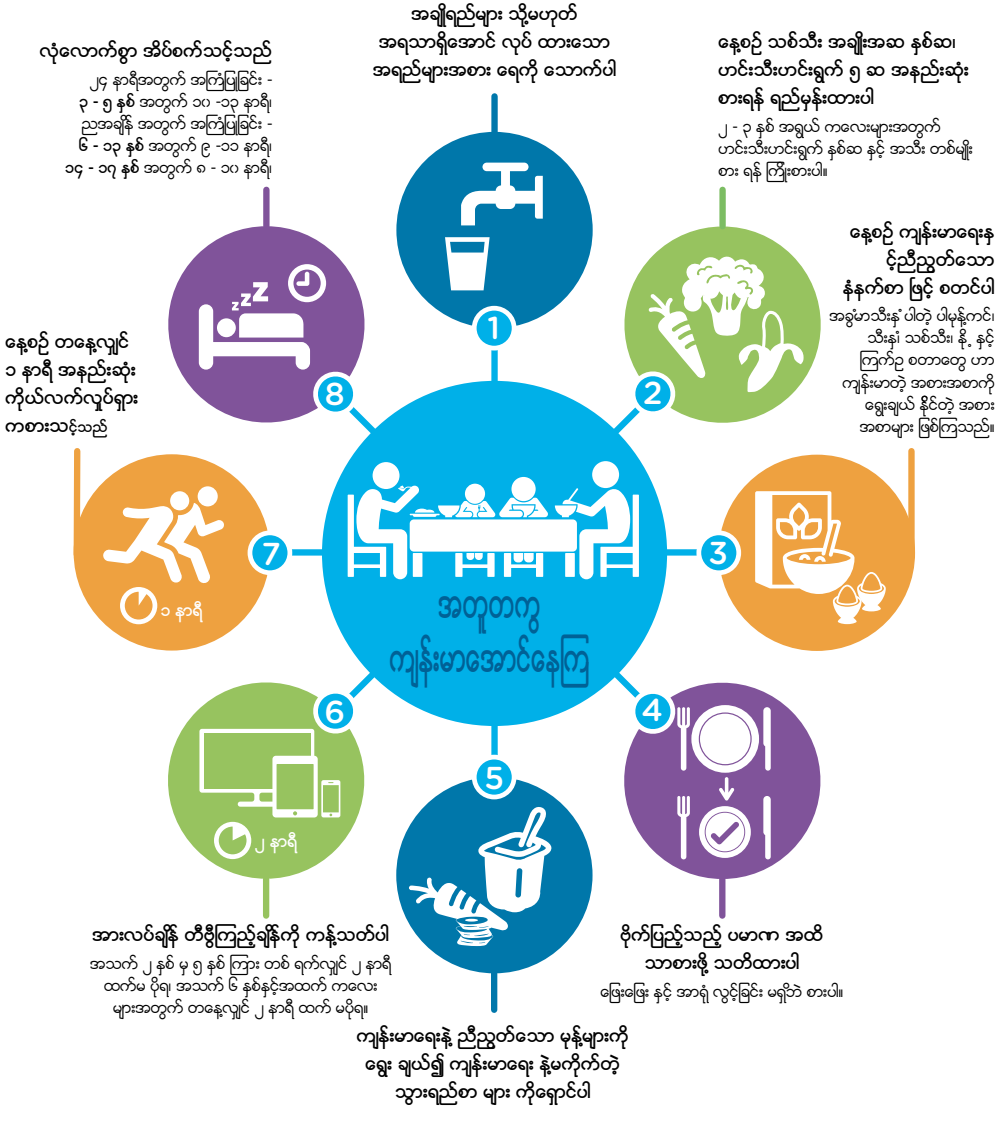 အချိုရည်များ သို့မဟုတ်
အရသာရှိအောင် လုပ် ထားသော
အရည်များအစား ရေကို သောက်ပါ
1
နေ့စဉ် သစ်သီး အချိုးအဆ နှစ်ဆ၊
ဟင်းသီးဟင်းရွက် ၅ ဆ အနည်းဆုံး
စားရန် ရည်မှန်းထားပါ
၂ - ၃ နှစ် အရွယ် ကလေးများအတွက်
ဟင်းသီးဟင်းရွက် နှစ်ဆ နှင့် အသီး တစ်မျိုး
စား ရန် ကြိုးစားပါ။
2
နေ့စဉ် ကျန်းမာရေးန
င့်ညီညွတ်သော
နံနက်စာ ဖြင့် စတင်ပါ
အခွံမာသီးနှံ ပါတဲ့ ပါမုန့်ကင်၊
သီးနှံ၊ သစ်သီး၊ နို့ နှင့်
ကြက်ဥ စတာတွေ ဟာ
ကျန်းမာတဲ့ အစားအစာကို
ရွေးချယ် နိုင်တဲ့ အစား
အစာများ ဖြစ်ကြသည်။
3
4
ဗိုက်ပြည့်သည့် ပမာဏ အထိ
သာစားဖို့ သတိထားပါ
ဖြေးဖြေး နှင့် အာရုံ လွင့်ခြင်း မရှိဘဲ စားပါ။
5
ကျန်းမာရေးနဲ့ ညီညွတ်သော မုန့်များကို
ရွေး ချယ်၍ ကျန်းမာရေး နဲ့မကိုက်တဲ့
သွားရည်စာ များ ကိုရှောင်ပါ
6
၂ နာရီ
အားလပ်ချိန် တီဗွီကြည့်ချိန်ကို ကန့်သတ်ပါ
အသက် ၂ နှစ် မှ ၅ နှစ် ကြား တစ် ရက်လျှင် ၂ နာရီ
ထက်မ ပိုရ၊ အသက် ၆ နှစ်နှင့်အထက် ကလေး
များအတွက် တနေ့လျှင် ၂ နာရီ ထက် မပိုရ။
နေ့စဉ် တနေ့လျှင်
၁ နာရီ အနည်းဆုံး
ကိုယ်လက်လှုပ်ရှား
ကစားသင့်သည်
7
၁ နာရီ
လုံလောက်စွာ အိပ်စက်သင့်သည်
၂၄ နာရီအတွက် အကြံပြုခြင်း -
၃ - ၅ နှစ် အတွက် ၁၀ -၁၃ နာရီ၊
ညအချိန် အတွက် အကြံပြုခြင်း -
၆ - ၁၃ နှစ် အတွက် ၉ -၁၁ နာရီ၊
၁၄ - ၁၇ နှစ် အတွက် ၈ - ၁၀ နာရီ၊
zzz
8
အတူတကွ
ကျန်းမာအောင်နေကြ